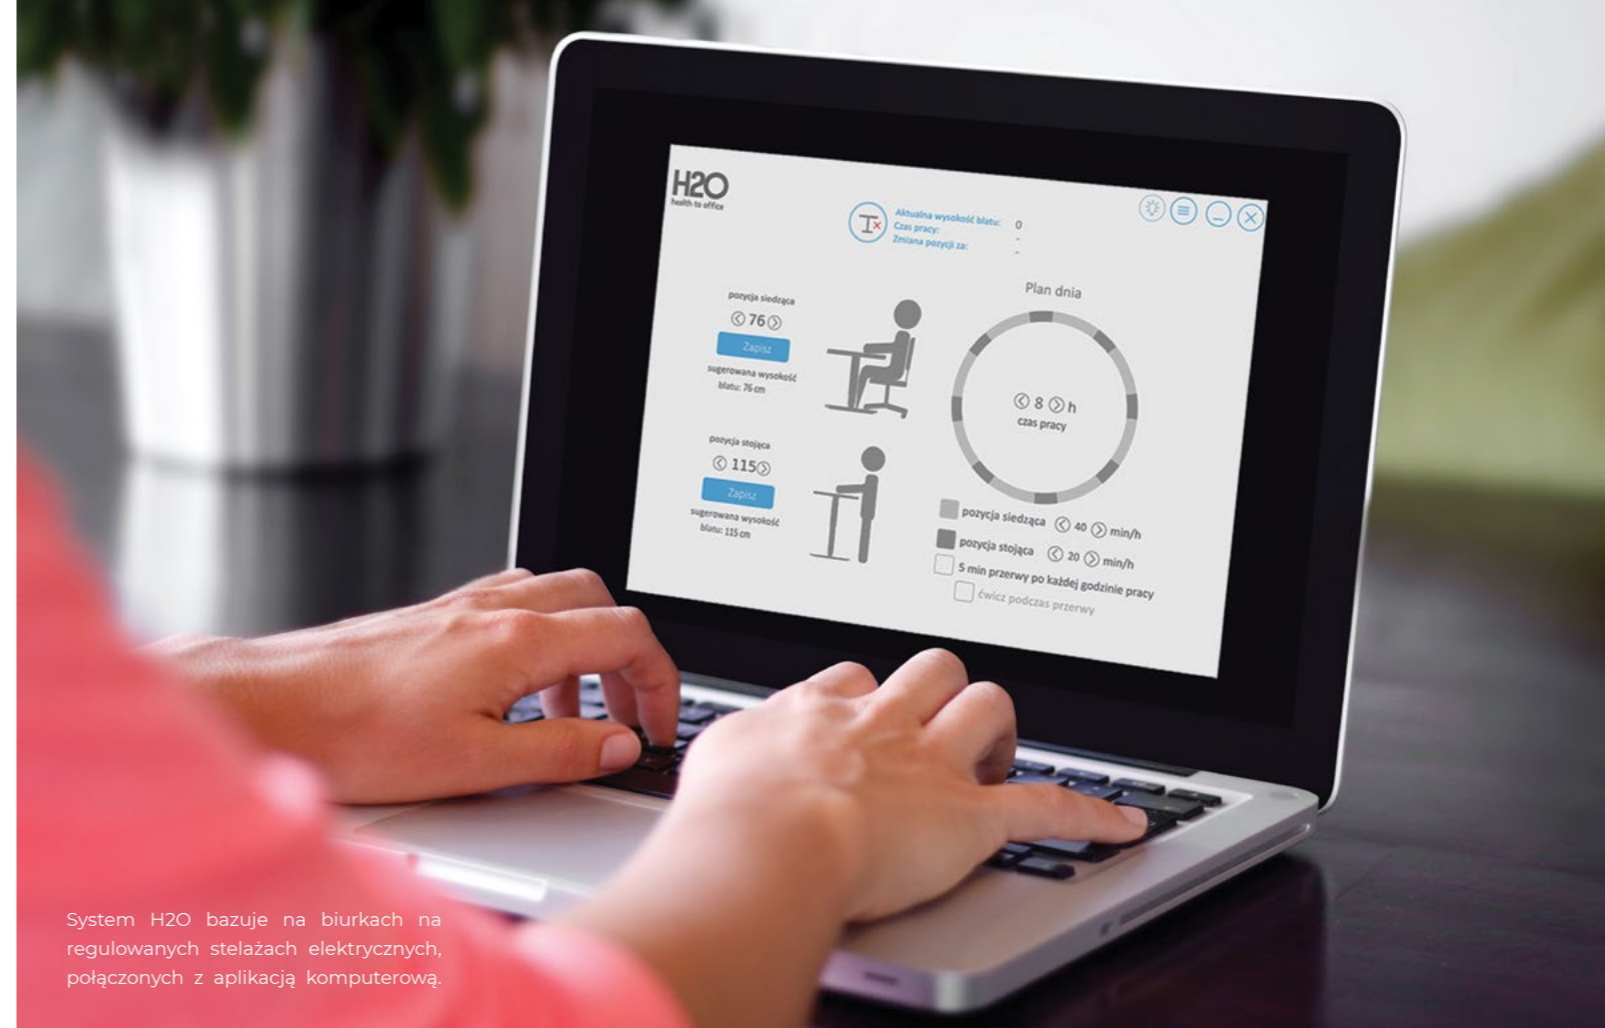 H2O
health to office
Aktualna wysokość blatu: 0
Czas pracy: -
Zmiana pozycji za: -
pozycja siedząca
76
Zapisz
sugerowana wysokość
blatu: 76 cm
pozycja stojąca
115
Zapisz
sugerowana wysokość
blatu: 115 cm
Plan dnia
8 h
czas pracy
pozycja siedząca 40 min/h
pozycja stojąca 20 min/h
5 min przerwy po każdej godzinie pracy
ćwicz podczas przerwy
System H2O bazuje na biurkach na
regulowanych stelażach elektrycznych,
połączonych z aplikacją komputerową.